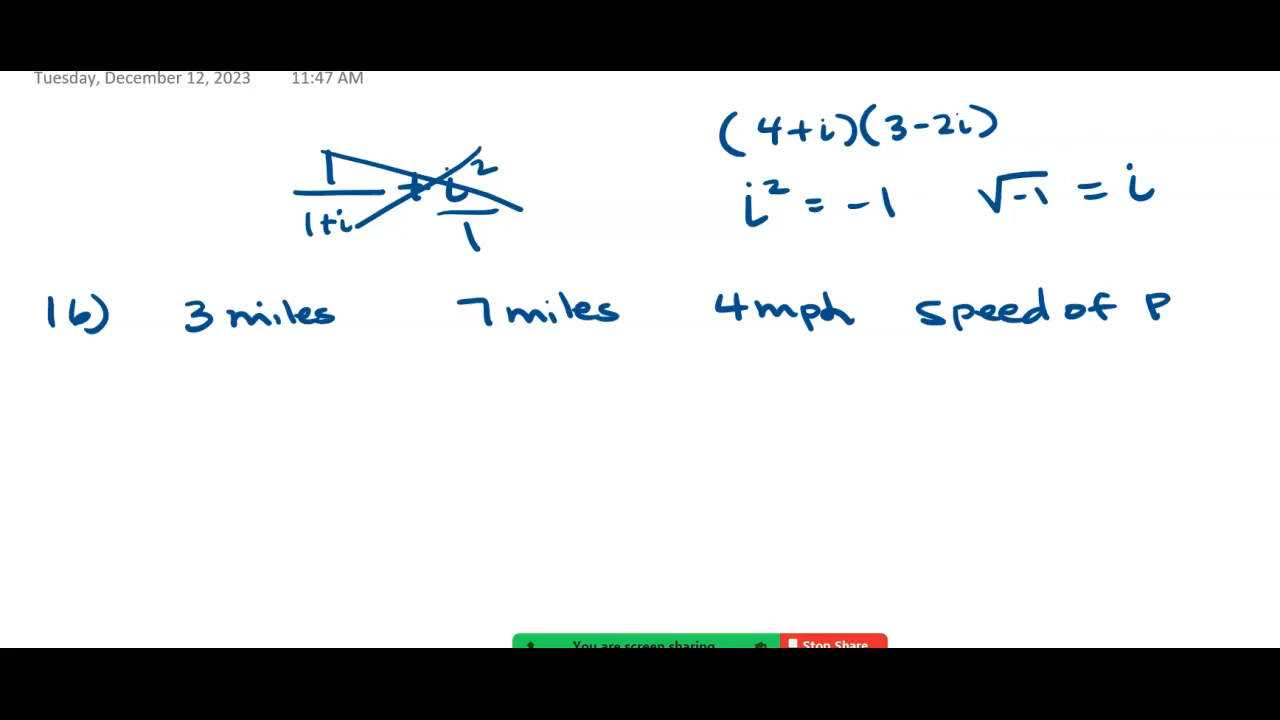 Tuesday, December 12, 2023 11:47 AM
(4+i)(3-2i)
1/(1+i) + i²/1
i² = -1 √-1 = i
16) 3 miles 7 miles 4mph speed of P
You are screen sharing Stop Share